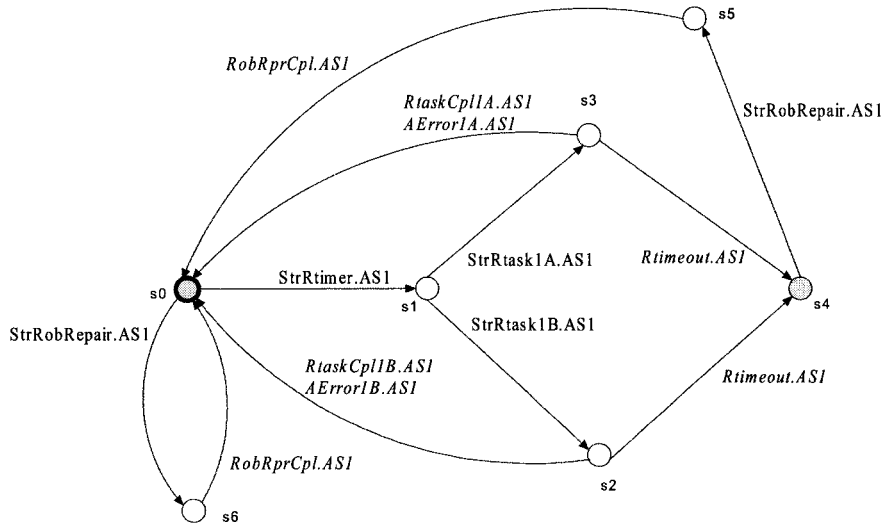 s5
RobRprCpl.AS1
RtaskCpl1A.AS1
AError1A.AS1
s3
StrRobRepair.AS1
StrRtask1A.AS1
Rtimeout.AS1
StrRtimer.AS1
s0
s1
s4
StrRobRepair.AS1
StrRtask1B.AS1
RtaskCpl1B.AS1
AError1B.AS1
Rtimeout.AS1
RobRprCpl.AS1
s2
s6